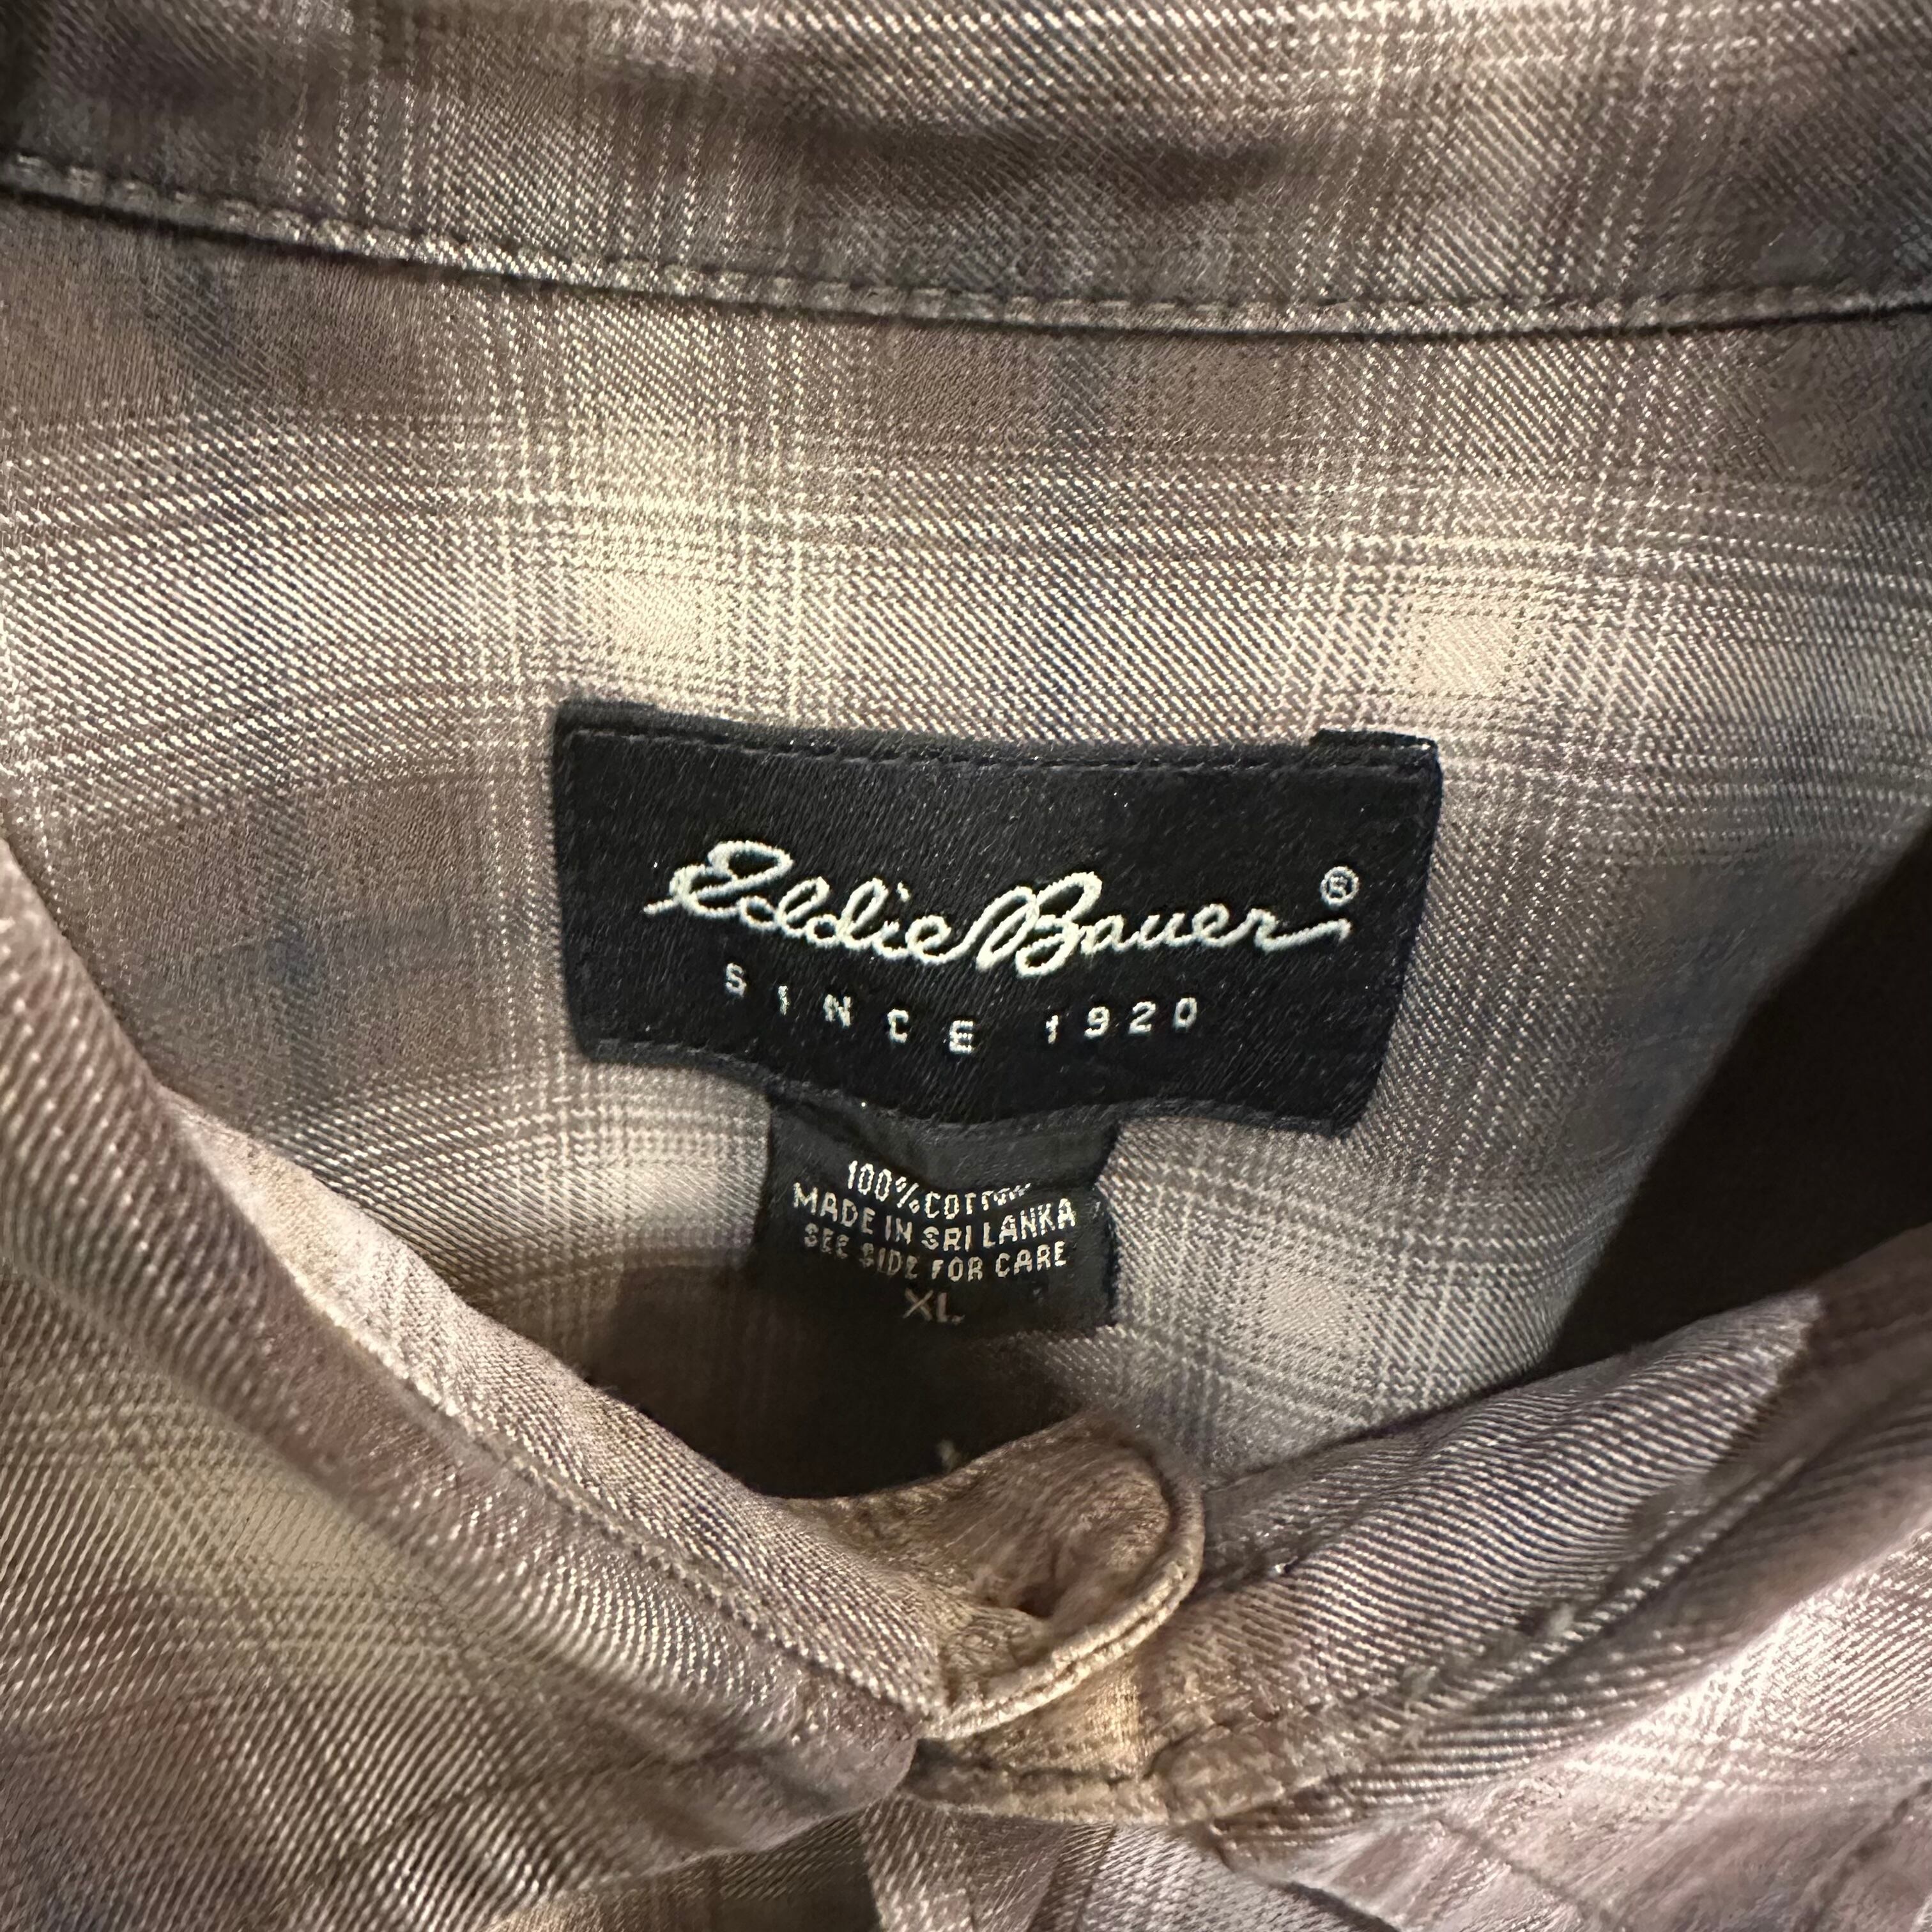 Eddie Bauer®
SINCE 1920
100% COTTON
MADE IN SRI LANKA
SEE SIDE FOR CARE
XL